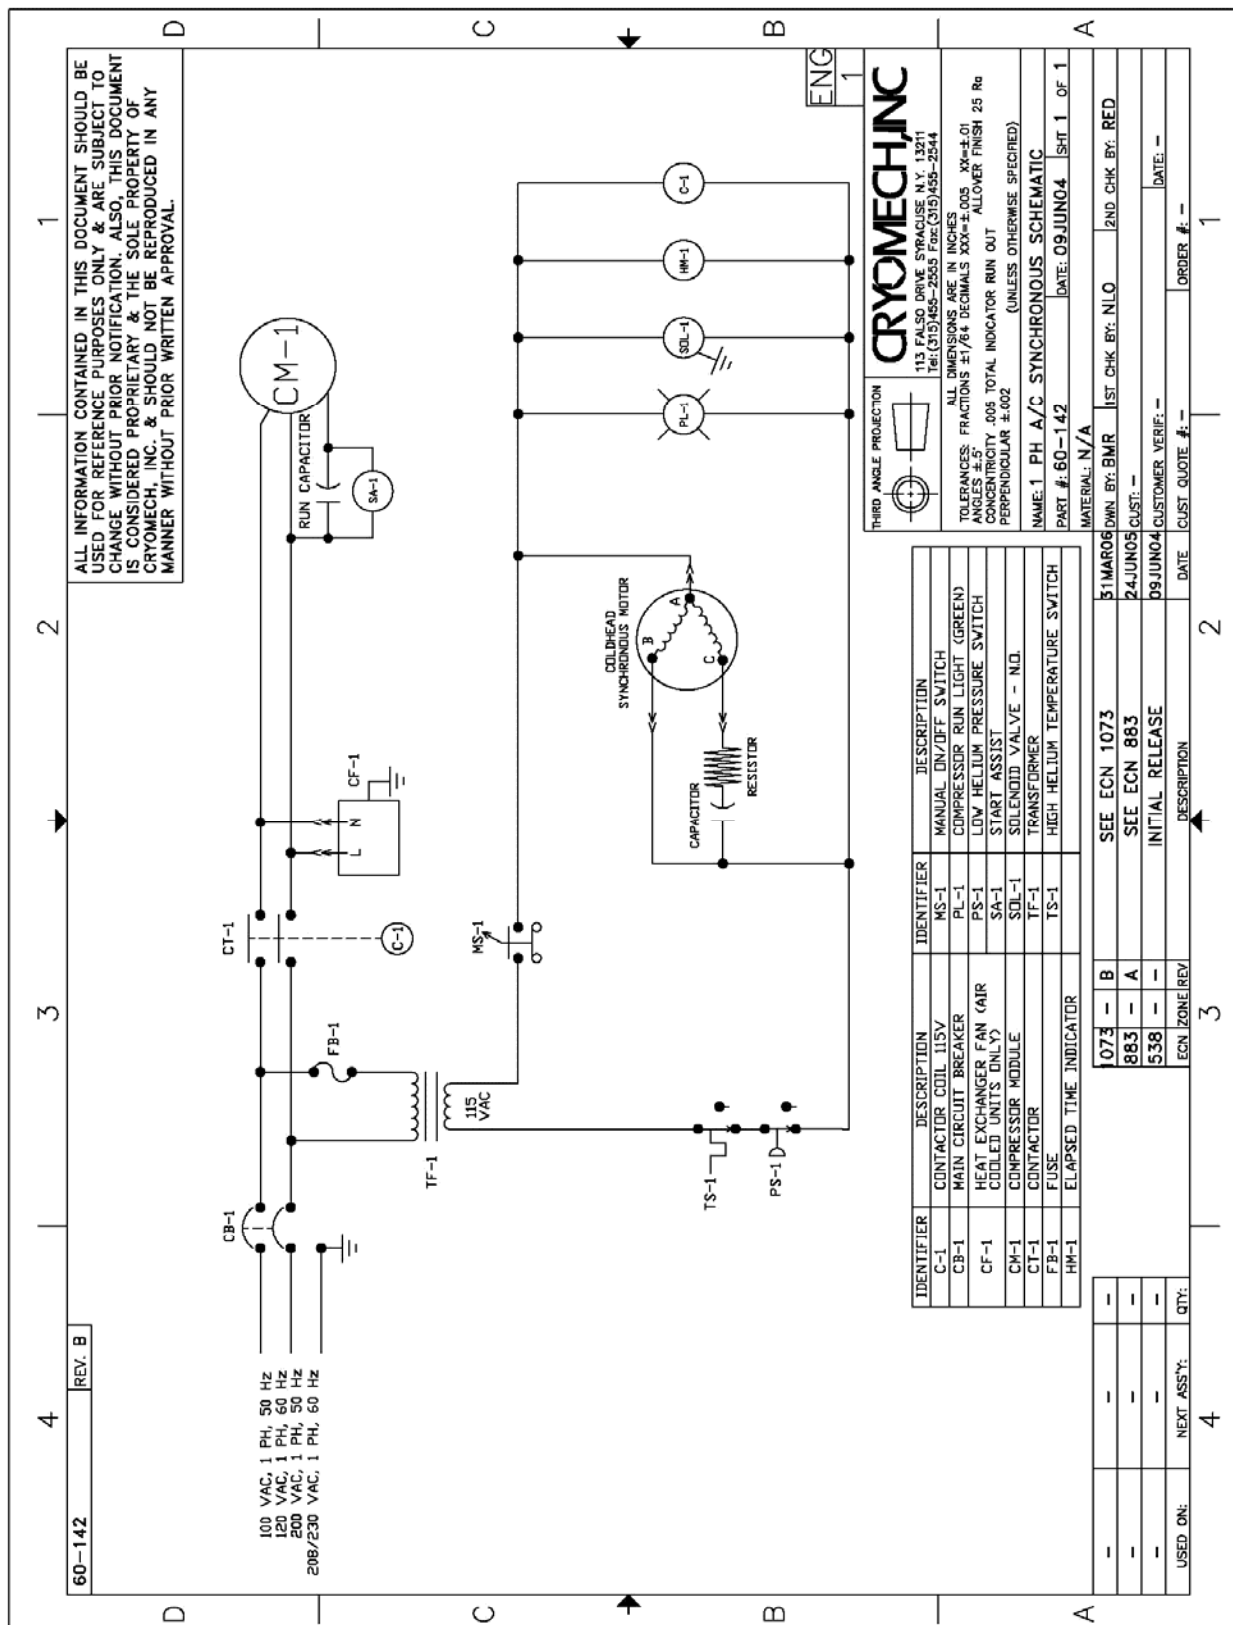 D
C
B
A
4
3
2
1
60-142
REV. B
ALL INFORMATION CONTAINED IN THIS DOCUMENT SHOULD BE
USED FOR REFERENCE PURPOSES ONLY & ARE SUBJECT TO
CHANGE WITHOUT PRIOR NOTIFICATION. ALSO, THIS DOCUMENT
IS CONSIDERED PROPRIETARY & THE SOLE PROPERTY OF
CRYOMECH, INC. & SHOULD NOT BE REPRODUCED IN ANY
MANNER WITHOUT PRIOR WRITTEN APPROVAL.
100 VAC, 1 PH, 50 Hz
120 VAC, 1 PH, 60 Hz
200 VAC, 1 PH, 50 Hz
208/230 VAC, 1 PH, 60 Hz
CB-1
CT-1
C-1
FB-1
TF-1
115
VAC
CF-1
L
N
CM-1
RUN CAPACITOR
SA-1
MS-1
TS-1
PS-1
COLDHEAD
SYNCHRONOUS MOTOR
A
B
C
CAPACITOR
RESISTOR
PL-1
SOL-1
HM-1
C-1
ENG
1
IDENTIFIER DESCRIPTION IDENTIFIER DESCRIPTION
C-1 CONTACTOR COIL 115V MS-1 MANUAL ON/OFF SWITCH
CB-1 MAIN CIRCUIT BREAKER PL-1 COMPRESSOR RUN LIGHT (GREEN)
CF-1 HEAT EXCHANGER FAN (AIR PS-1 LOW HELIUM PRESSURE SWITCH
COOLED UNITS ONLY) SA-1 START ASSIST
CM-1 COMPRESSOR MODULE SOL-1 SOLENOID VALVE - N.O.
CT-1 CONTACTOR TF-1 TRANSFORMER
FB-1 FUSE TS-1 HIGH HELIUM TEMPERATURE SWITCH
HM-1 ELAPSED TIME INDICATOR
THIRD ANGLE PROJECTION
CRYOMECH,INC
113 FALSO DRIVE SYRACUSE N.Y. 13211
Tel:(315)455-2555 Fax:(315)455-2544
ALL DIMENSIONS ARE IN INCHES
TOLERANCES: FRACTIONS ±1/64 DECIMALS XXX=±.005 XX=±.01
ANGLES ±.5° ALLOVER FINISH 25 Ra
CONCENTRICITY .005 TOTAL INDICATOR RUN OUT
PERPENDICULAR ±.002
(UNLESS OTHERWISE SPECIFIED)
NAME: 1 PH A/C SYNCHRONOUS SCHEMATIC
PART #: 60-142 DATE: 09JUN04 SHT 1 OF 1
MATERIAL: N/A
1073 - B SEE ECN 1073 31MAR06 DWN BY: BMR 1ST CHK BY: NLO 2ND CHK BY: RED
883 - A SEE ECN 883 24JUN05 CUST: -
538 - - INITIAL RELEASE 09JUN04 CUSTOMER VERIF: - DATE: -
ECN ZONE REV DESCRIPTION DATE CUST QUOTE #: - ORDER #: -
- - -
- - -
- - -
USED ON: NEXT ASS'Y: QTY:
4
3
2
1
D
C
B
A